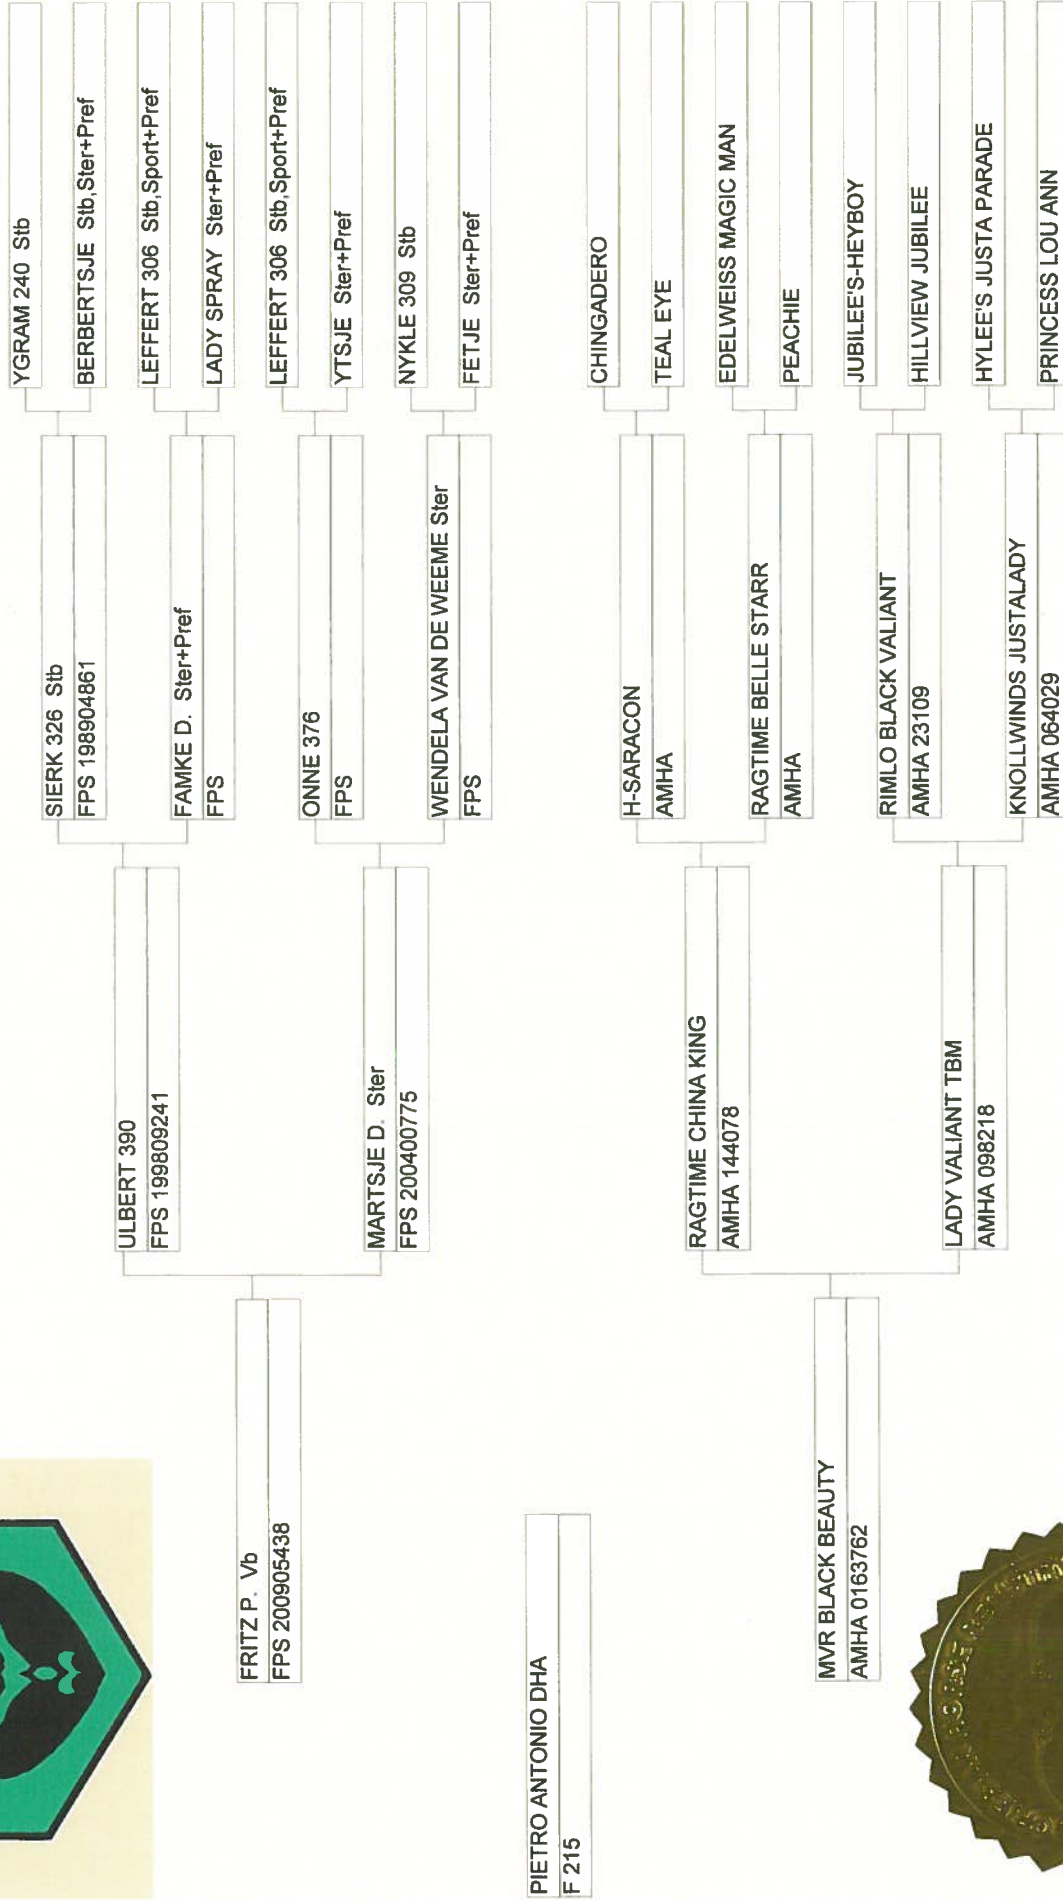 YGRAM 240 Stb
BERBERTSJE Stb,Ster+Pref
LEFFERT 306 Stb,Sport+Pref
LADY SPRAY Ster+Pref
LEFFERT 306 Stb,Sport+Pref
YTSJE Ster+Pref
NYKLE 309 Stb
FETJE Ster+Pref
CHINGADERO
TEAL EYE
EDELWEISS MAGIC MAN
PEACHIE
JUBILEE'S-HEYBOY
HILLVIEW JUBILEE
HYLEE'S JUSTA PARADE
PRINCESS LOU ANN
SIERK 326 Stb
FPS 198904861
FAMKE D. Ster+Pref
FPS
ONNE 376
FPS
WENDELA VAN DE WEEME Ster
FPS
H-SARACON
AMHA
RAGTIME BELLE STARR
AMHA
RIMLO BLACK VALIANT
AMHA 23109
KNOLLWINDS JUSTALADY
AMHA 064029
ULBERT 390
FPS 199809241
MARTSJE D. Ster
FPS 200400775
RAGTIME CHINA KING
AMHA 144078
LADY VALIANT TBM
AMHA 098218
FRITZ P. Vb
FPS 200905438
MVR BLACK BEAUTY
AMHA 0163762
PIETRO ANTONIO DHA
F 215